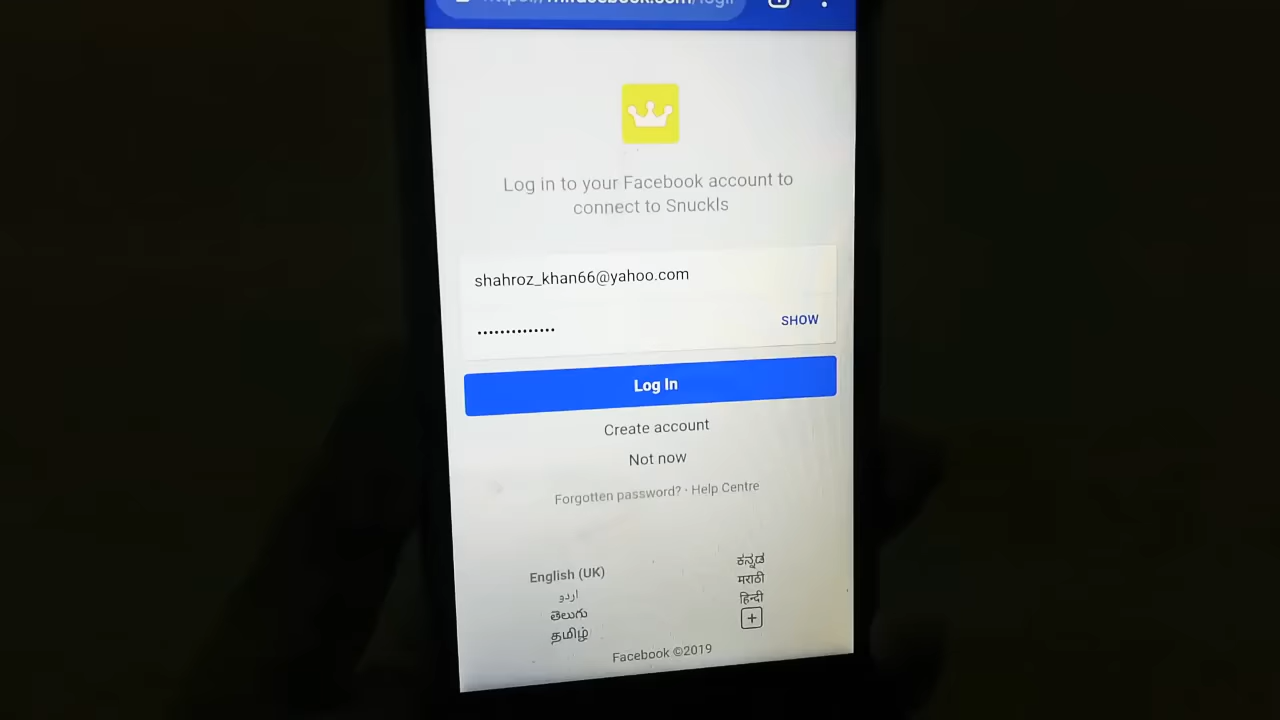 Log in to your Facebook account to
connect to Snuckls
shahroz_khan66@yahoo.com
••••••••••••••
SHOW
Log In
Create account
Not now
Forgotten password? · Help Centre
English (UK)
اردو
తెలుగు
தமிழ்
ಕನ್ನಡ
मराठी
हिन्दी
Facebook ©2019